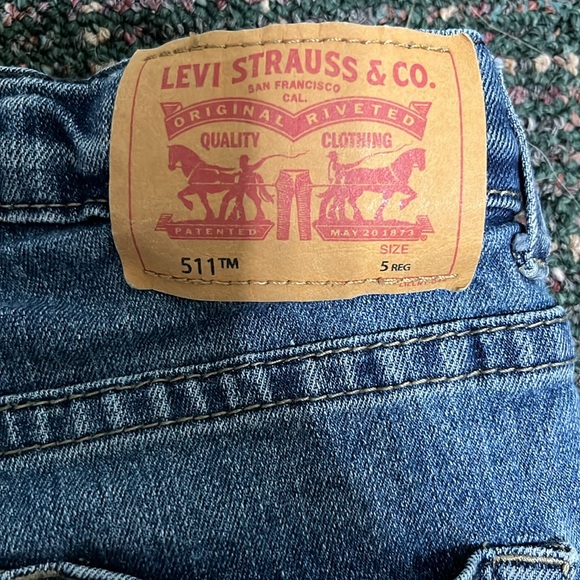 LEVI STRAUSS & CO.
SAN FRANCISCO
CAL.
ORIGINAL RIVETED
QUALITY CLOTHING
PATENTED MAY 20 1873
SIZE
511™ 5 REG